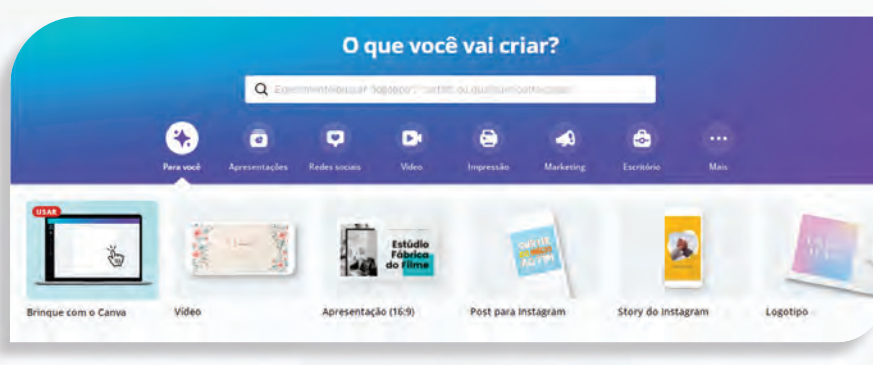 O que você vai criar?
Para você
Apresentações
Redes sociais
Vídeo
Impressão
Marketing
Escritório
Mais
USAR
Estúdio
Fábrica
do Filme
Brinque com o Canva
Vídeo
Apresentação (16:9)
Post para Instagram
Story do Instagram
Logotipo